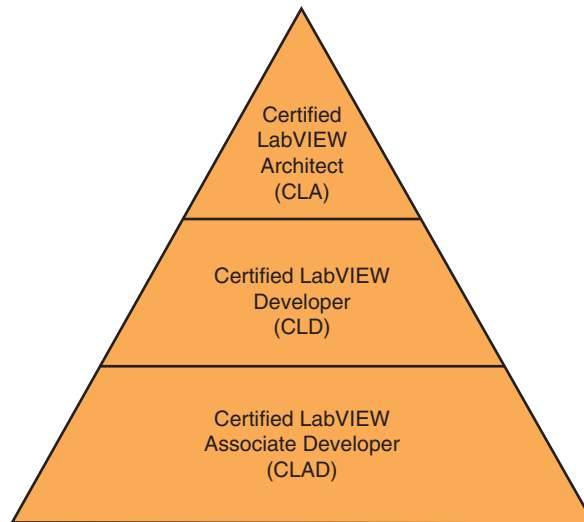 Certified
LabVIEW
Architect
(CLA)
Certified LabVIEW
Developer
(CLD)
Certified LabVIEW
Associate Developer
(CLAD)